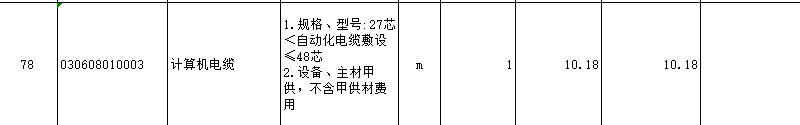 78 030608010003 计算机电缆 1.规格、型号:27芯
＜自动化电缆敷设
≤48芯
2.设备、主材甲
供，不含甲供材费
用 m 1 10.18 10.18